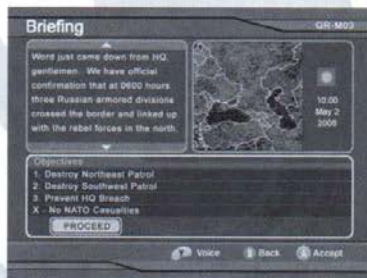 Briefing
QR-M03
Word just came down from HQ,
gentlemen. We have official
confirmation that at 0600 hours
three Russian armored divisions
crossed the border and linked up
with the rebel forces in the north.
10:00
May 2
2008
Objectives
1. Destroy Northeast Patrol
2. Destroy Southwest Patrol
3. Prevent HQ Breach
X - No NATO Casualties
PROCEED
Voice
Back
Accept